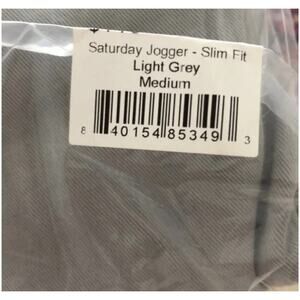 Saturday Jogger - Slim Fit
Light Grey
Medium
8 40154 85349 3